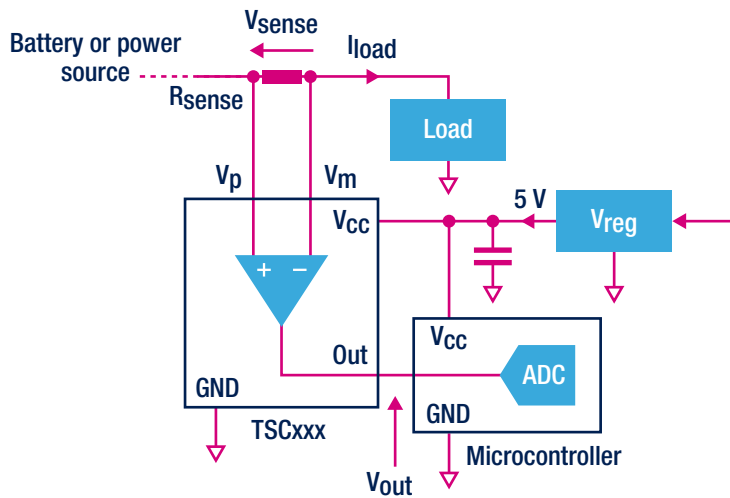 Vsense
Battery or power
source
Iload
Rsense
Load
Vp
Vm
Vcc
5 V
Vreg
+
−
Vcc
Out
ADC
GND
GND
TSCxxx
Microcontroller
Vout